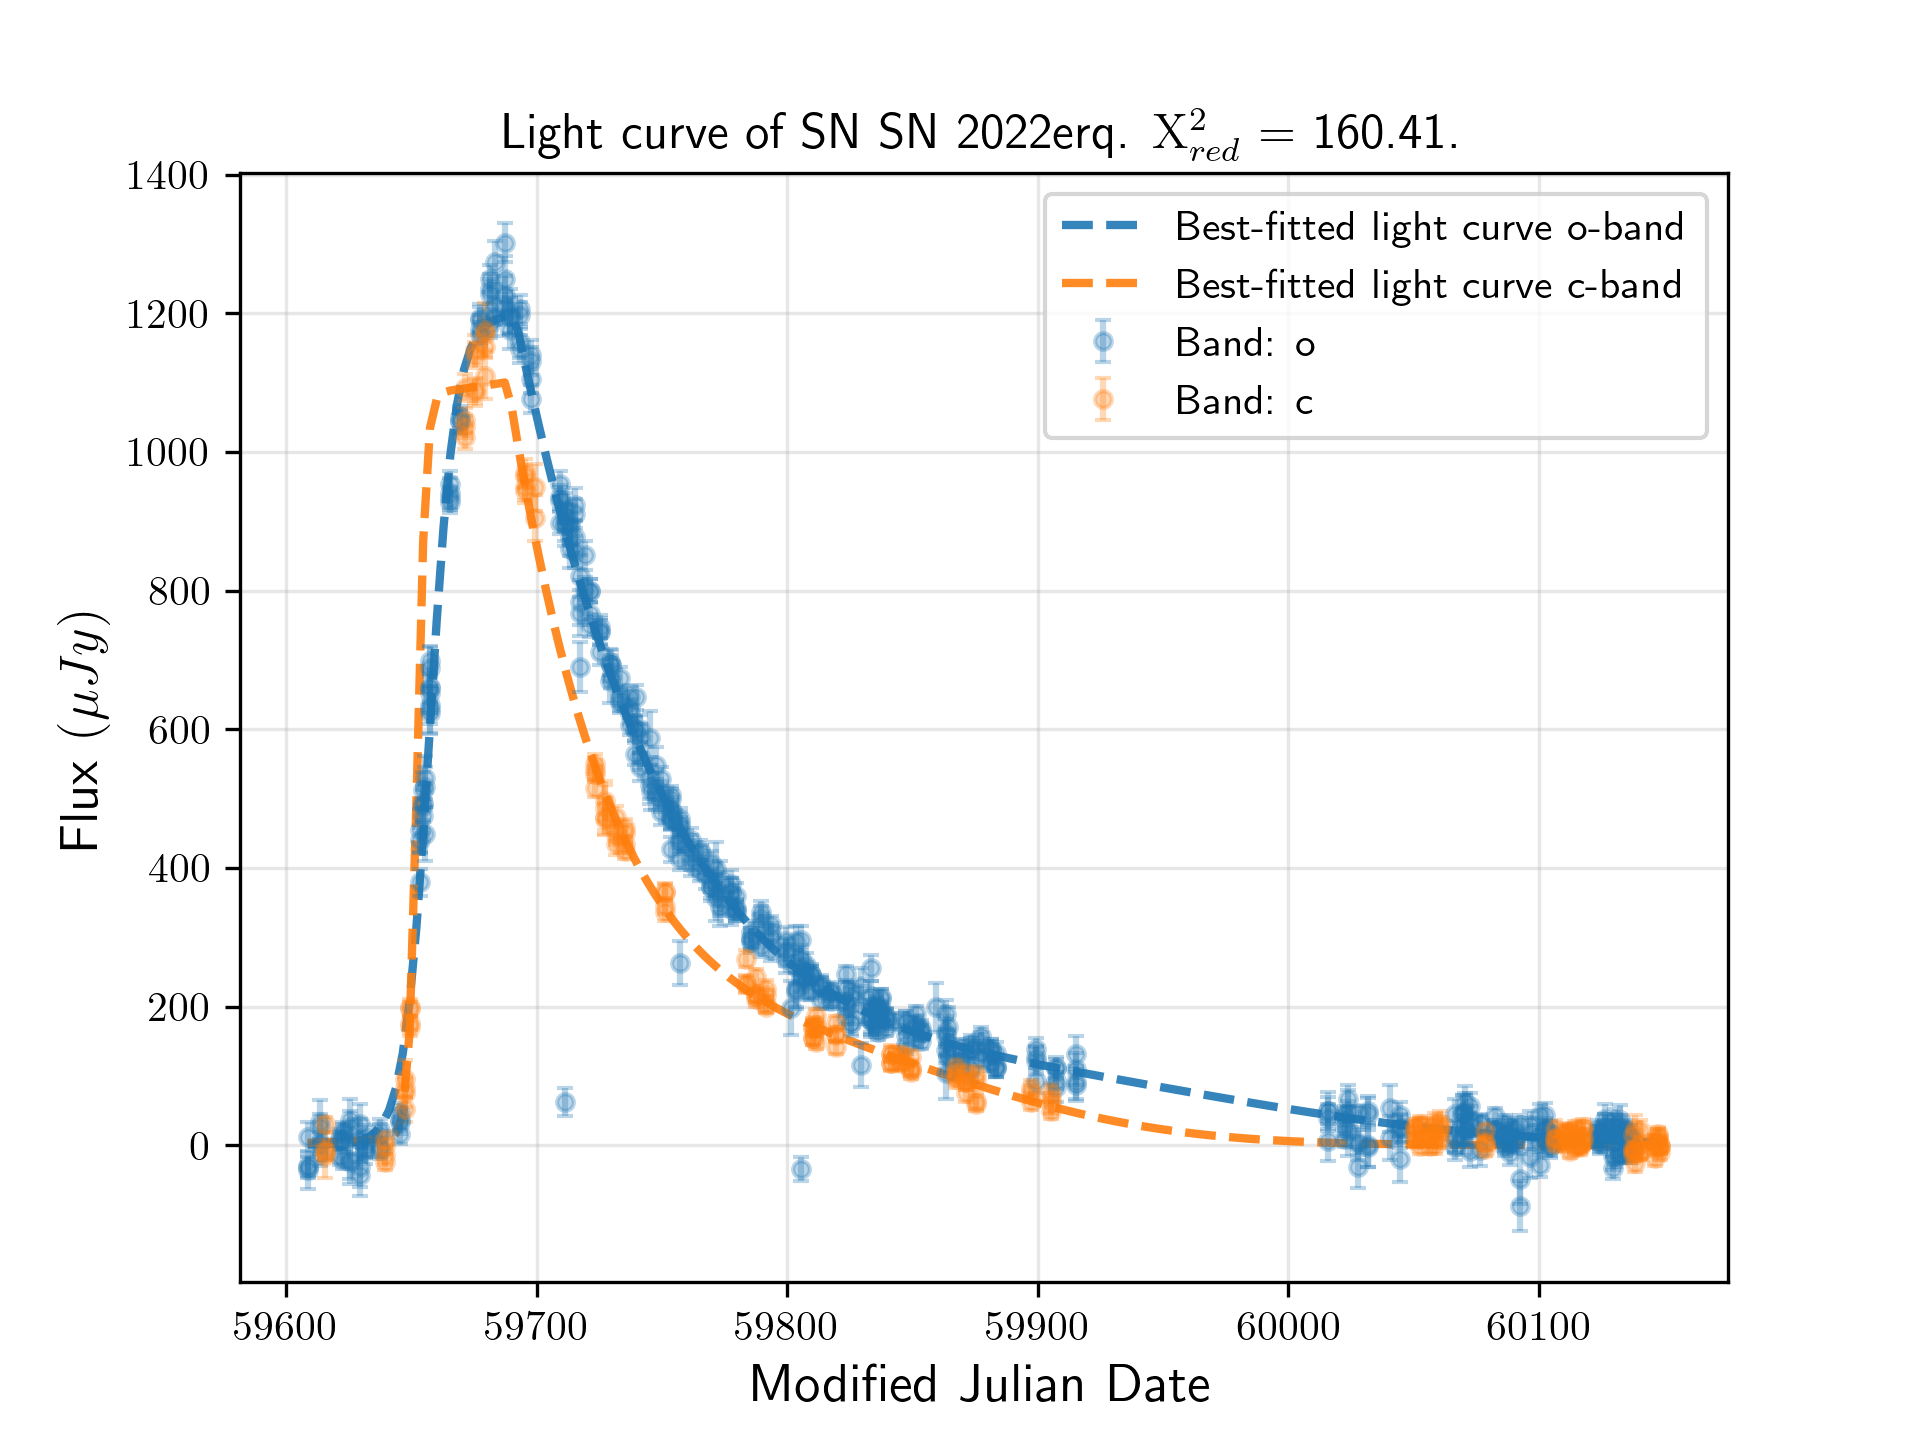 Light curve of SN SN 2022erq. X²red = 160.41.
1400
1200
1000
800
600
400
200
0
Flux (μJy)
Best-fitted light curve o-band
Best-fitted light curve c-band
Band: o
Band: c
59600 59700 59800 59900 60000 60100
Modified Julian Date